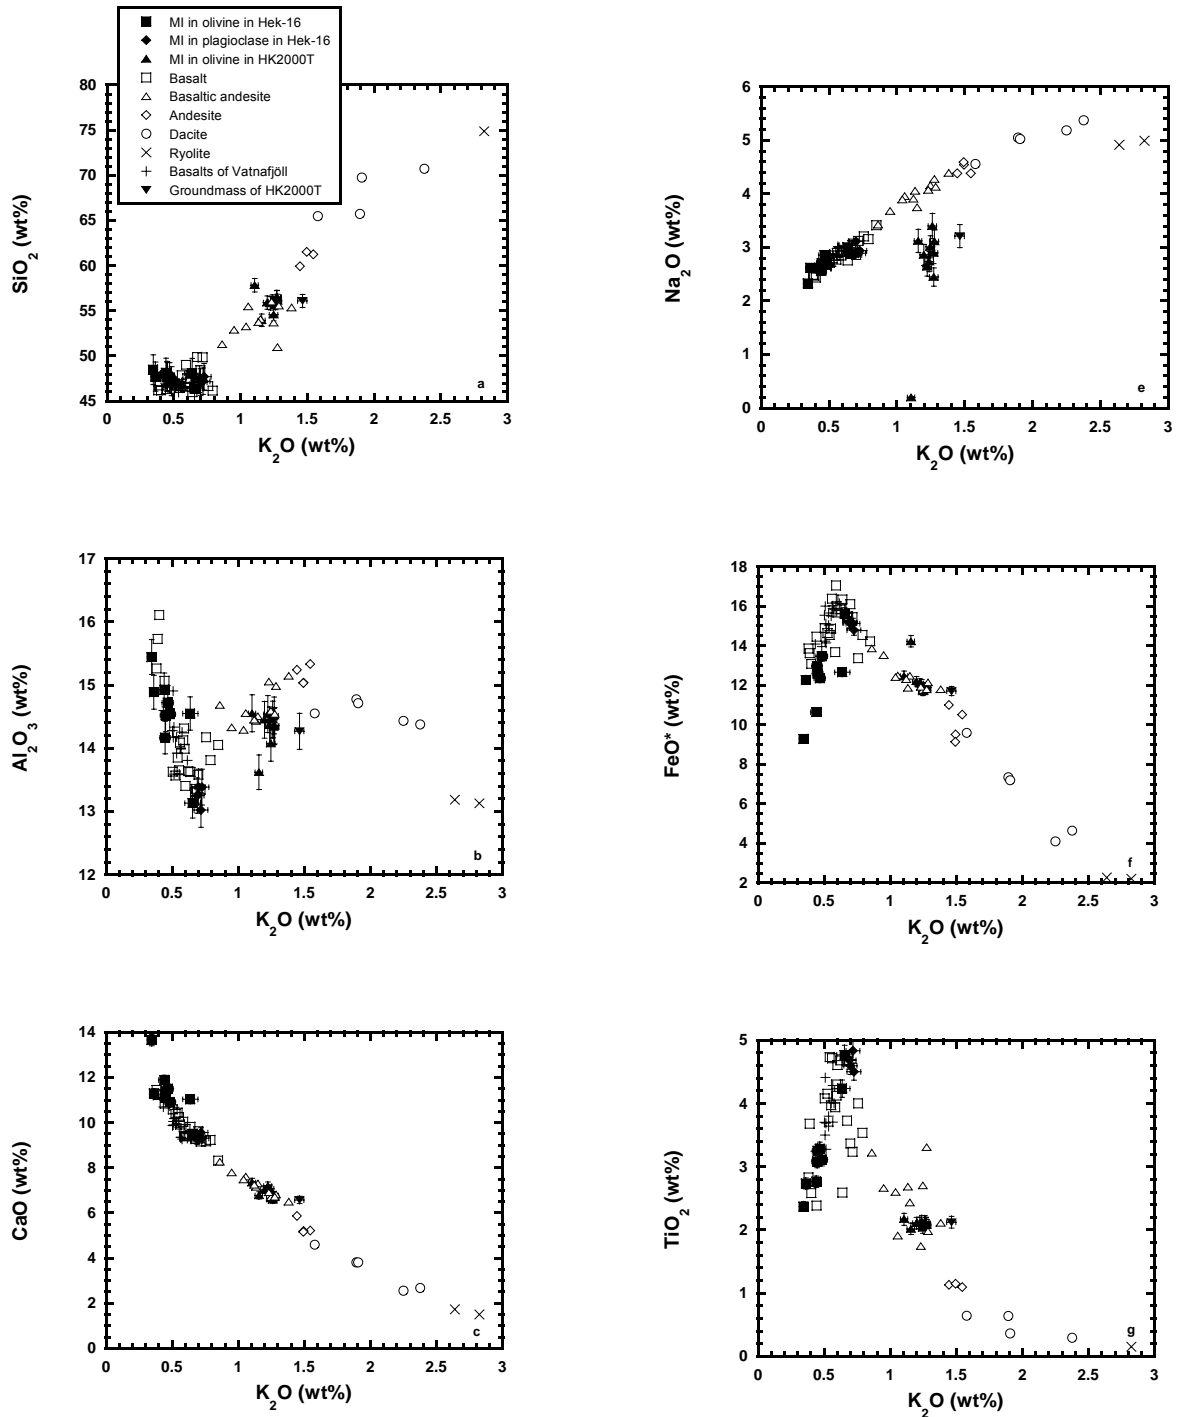 MI in olivine in Hek-16
MI in plagioclase in Hek-16
MI in olivine in HK2000T
Basalt
Basaltic andesite
Andesite
Dacite
Ryolite
Basalts of Vatnafjöll
Groundmass of HK2000T
80
75
70
65
60
55
50
45
0 0.5 1 1.5 2 2.5 3
SiO2 (wt%)
K2O (wt%)
a
6
5
4
3
2
1
0
0 0.5 1 1.5 2 2.5 3
Na2O (wt%)
K2O (wt%)
e
17
16
15
14
13
12
0 0.5 1 1.5 2 2.5 3
Al2O3 (wt%)
K2O (wt%)
b
18
16
14
12
10
8
6
4
2
0 0.5 1 1.5 2 2.5 3
FeO* (wt%)
K2O (wt%)
f
14
12
10
8
6
4
2
0
0 0.5 1 1.5 2 2.5 3
CaO (wt%)
K2O (wt%)
c
5
4
3
2
1
0
0 0.5 1 1.5 2 2.5 3
TiO2 (wt%)
K2O (wt%)
g